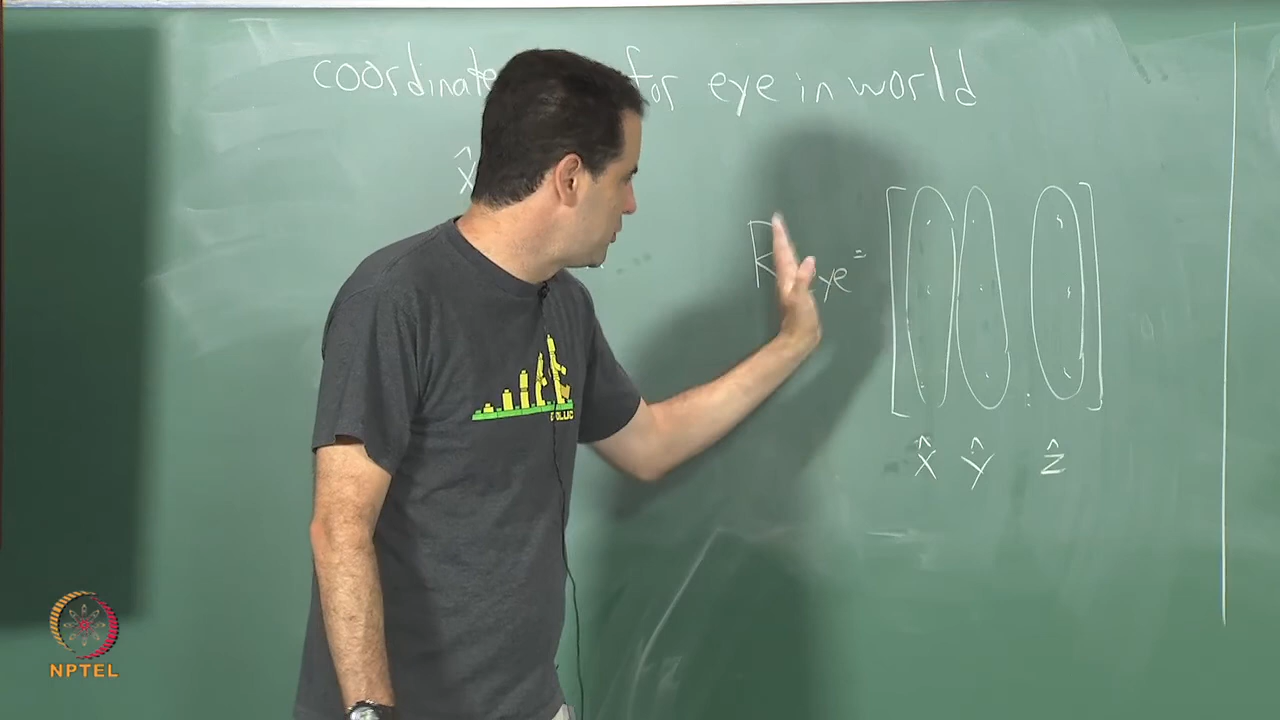 coordinate for eye in world
x̂
R eye =
x̂ ŷ ẑ
NPTEL